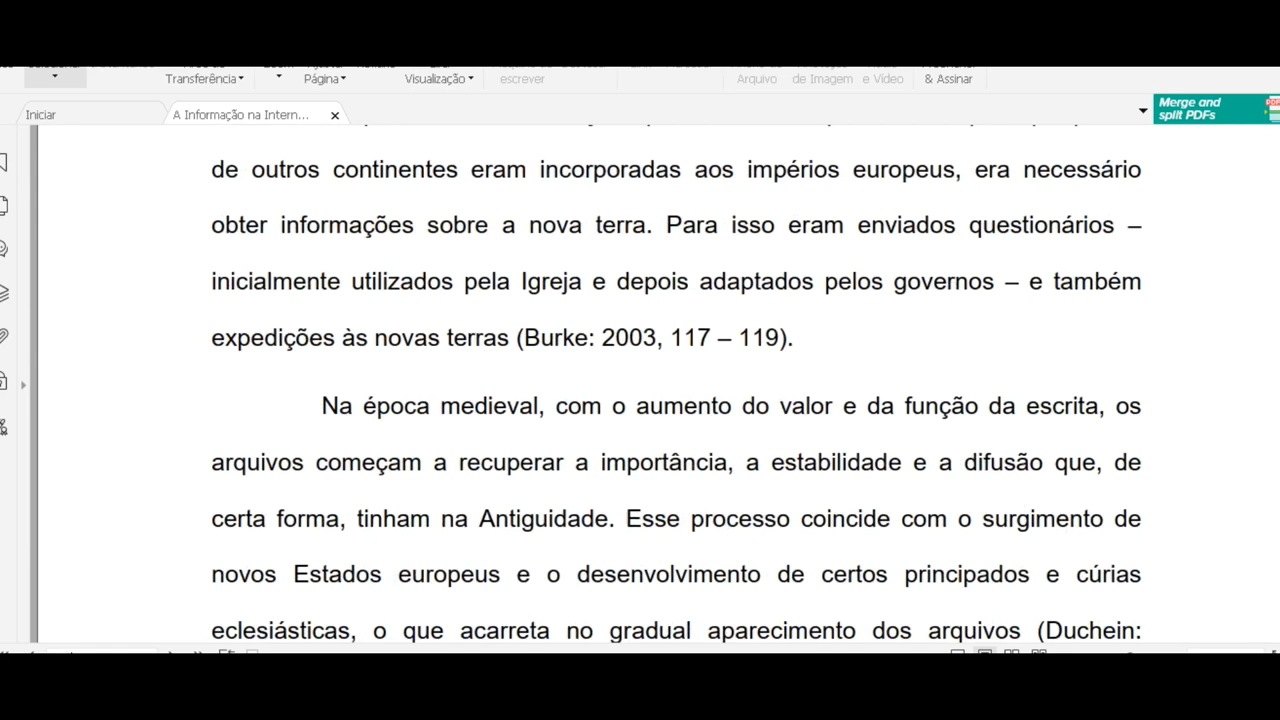 Transferência
Página
Visualização
escrever
Arquivo
de Imagem
e Vídeo
& Assinar
Iniciar
A Informação na Intern...
Merge and
split PDFs
de outros continentes eram incorporadas aos impérios europeus, era necessário
obter informações sobre a nova terra. Para isso eram enviados questionários –
inicialmente utilizados pela Igreja e depois adaptados pelos governos – e também
expedições às novas terras (Burke: 2003, 117 – 119).
Na época medieval, com o aumento do valor e da função da escrita, os
arquivos começam a recuperar a importância, a estabilidade e a difusão que, de
certa forma, tinham na Antiguidade. Esse processo coincide com o surgimento de
novos Estados europeus e o desenvolvimento de certos principados e cúrias
eclesiásticas, o que acarreta no gradual aparecimento dos arquivos (Duchein: